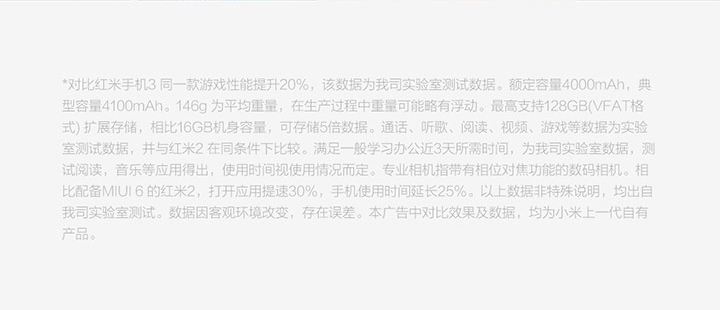 *对比红米手机3 同一款游戏性能提升20%，该数据为我司实验室测试数据。额定容量4000mAh，典
型容量4100mAh。146g 为平均重量，在生产过程中重量可能略有浮动。最高支持128GB(VFAT格
式) 扩展存储，相比16GB机身容量，可存储5倍数据。通话、听歌、阅读、视频、游戏等数据为实验
室测试数据，并与红米2 在同条件下比较。满足一般学习办公近3天所需时间，为我司实验室数据，测
试阅读，音乐等应用得出，使用时间视使用情况而定。专业相机指带有相位对焦功能的数码相机。相
比配备MIUI 6 的红米2，打开应用提速30%，手机使用时间延长25%。以上数据非特殊说明，均出自
我司实验室测试。数据因客观环境改变，存在误差。本广告中对比效果及数据，均为小米上一代自有
产品。